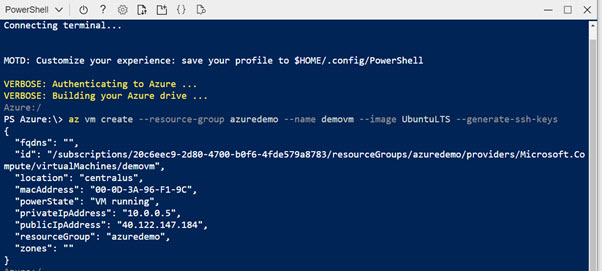 PowerShell
Connecting terminal...
MOTD: Customize your experience: save your profile to $HOME/.config/PowerShell
VERBOSE: Authenticating to Azure ...
VERBOSE: Building your Azure drive ...
Azure:/
PS Azure:\> az vm create --resource-group azuredemo --name demovm --image UbuntuLTS --generate-ssh-keys
{
"fqdns": "",
"id": "/subscriptions/20c6eec9-2d80-4700-b0f6-4fde579a8783/resourceGroups/azuredemo/providers/Microsoft.Co
mpute/virtualMachines/demovm",
"location": "centralus",
"macAddress": "00-0D-3A-96-F1-9C",
"powerState": "VM running",
"privateIpAddress": "10.0.0.5",
"publicIpAddress": "40.122.147.184",
"resourceGroup": "azuredemo",
"zones": ""
}
Azure:/